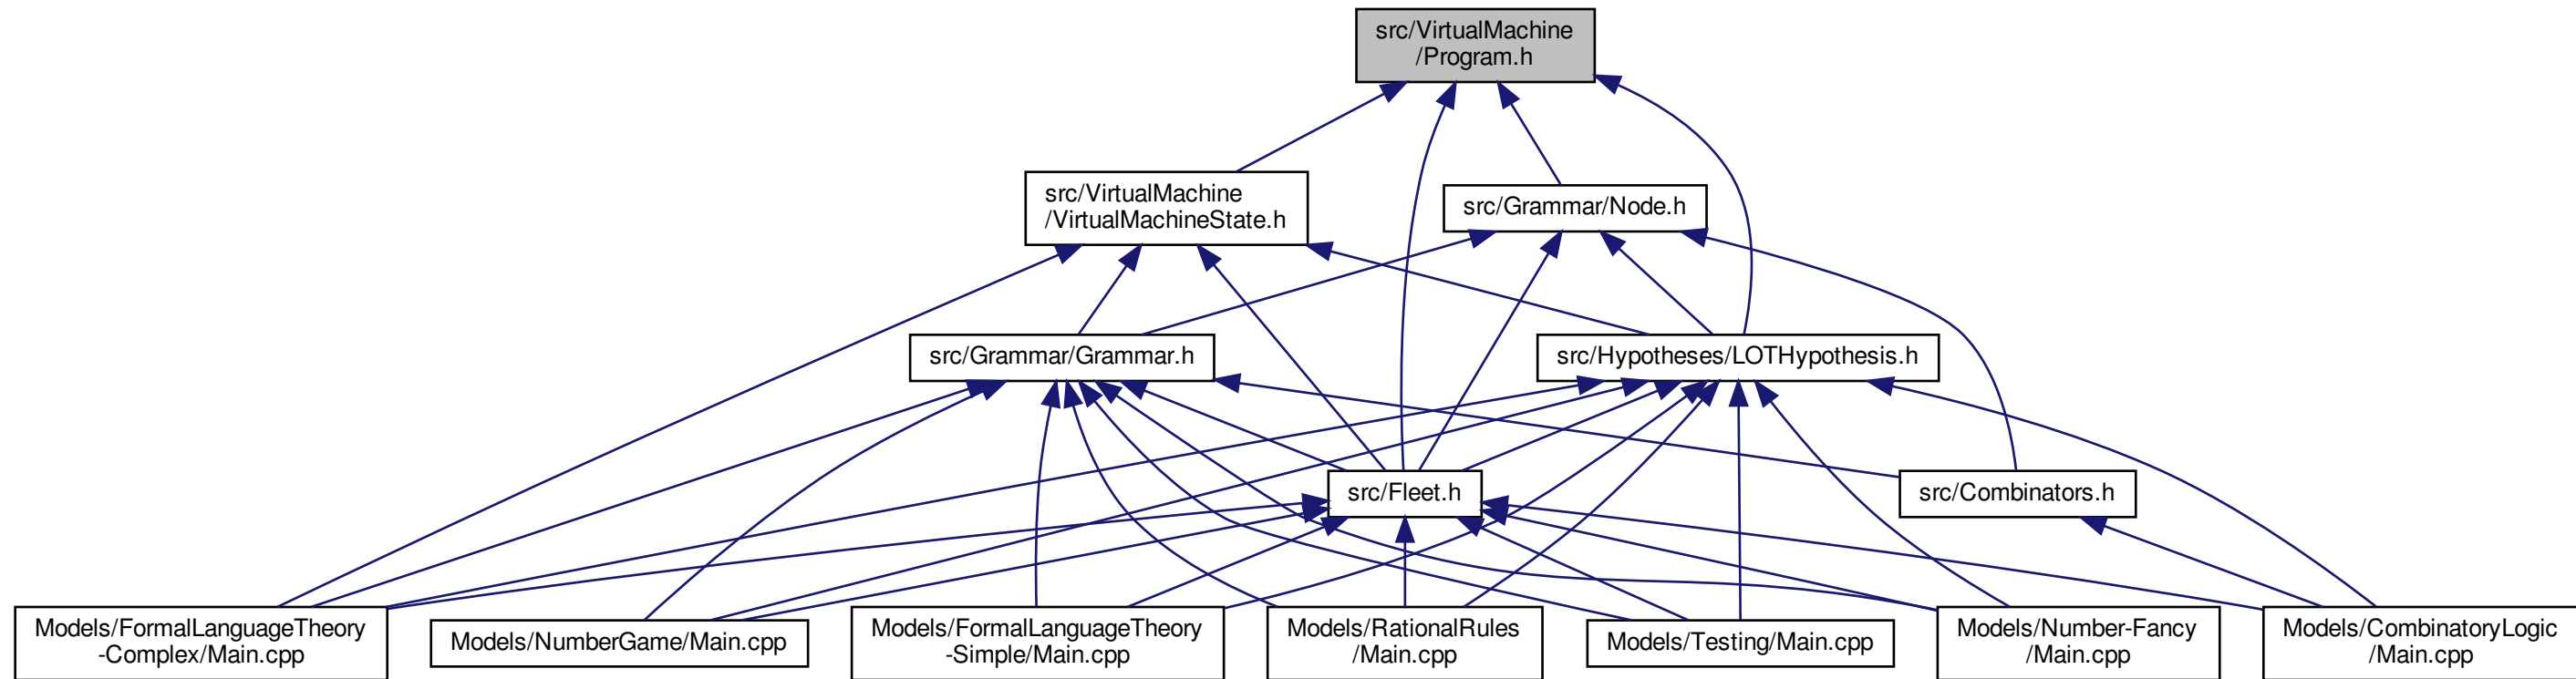 src/VirtualMachine
/Program.h
src/VirtualMachine
/VirtualMachineState.h
src/Grammar/Node.h
src/Grammar/Grammar.h
src/Hypotheses/LOTHypothesis.h
src/Fleet.h
src/Combinators.h
Models/FormalLanguageTheory
-Complex/Main.cpp
Models/NumberGame/Main.cpp
Models/FormalLanguageTheory
-Simple/Main.cpp
Models/RationalRules
/Main.cpp
Models/Testing/Main.cpp
Models/Number-Fancy
/Main.cpp
Models/CombinatoryLogic
/Main.cpp